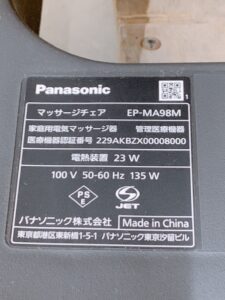 Panasonic
マッサージチェア EP-MA98M
家庭用電気マッサージ器 管理医療機器
医療機器認証番号 229AKBZX00008000
電熱装置 23 W
100 V 50-60 Hz 135 W
PS
E
JET
パナソニック株式会社 Made in China
東京都港区東新橋1-5-1 パナソニック東京汐留ビル